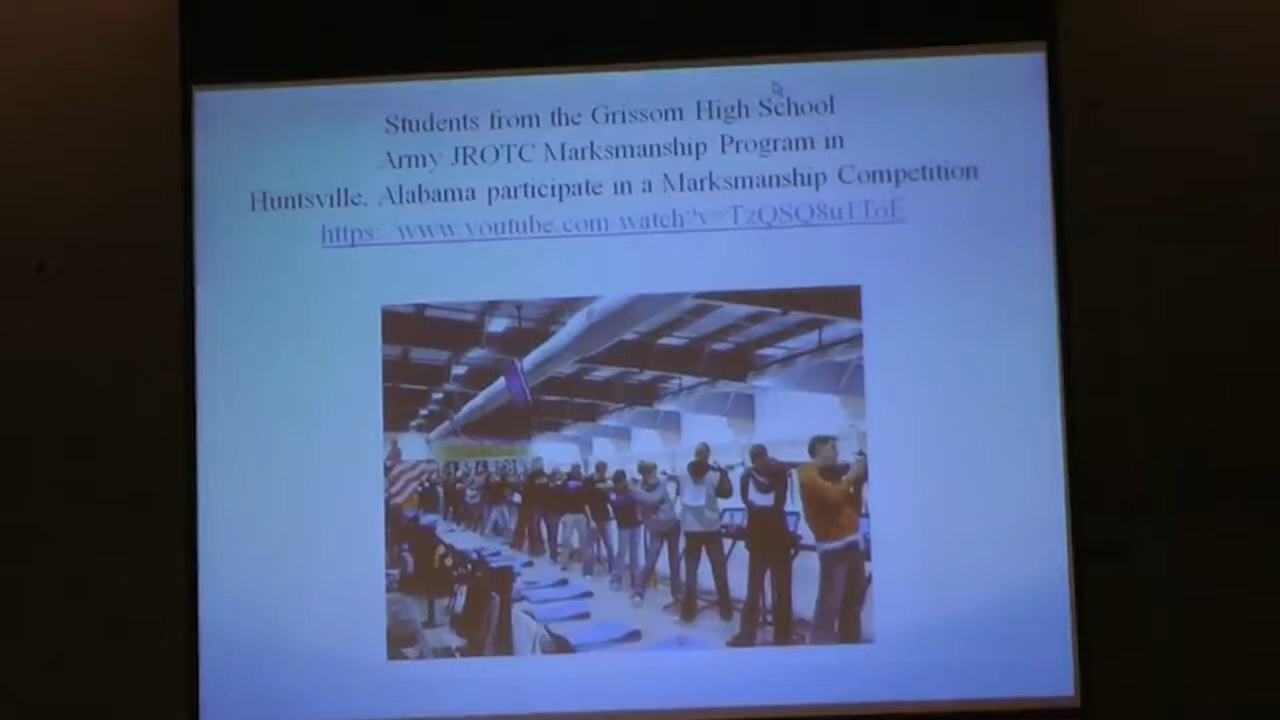 Students from the Grissom High School
Army JROTC Marksmanship Program in
Huntsville, Alabama participate in a Marksmanship Competition
https: www.youtube.com watch?v=TzQSQ8u1ToE